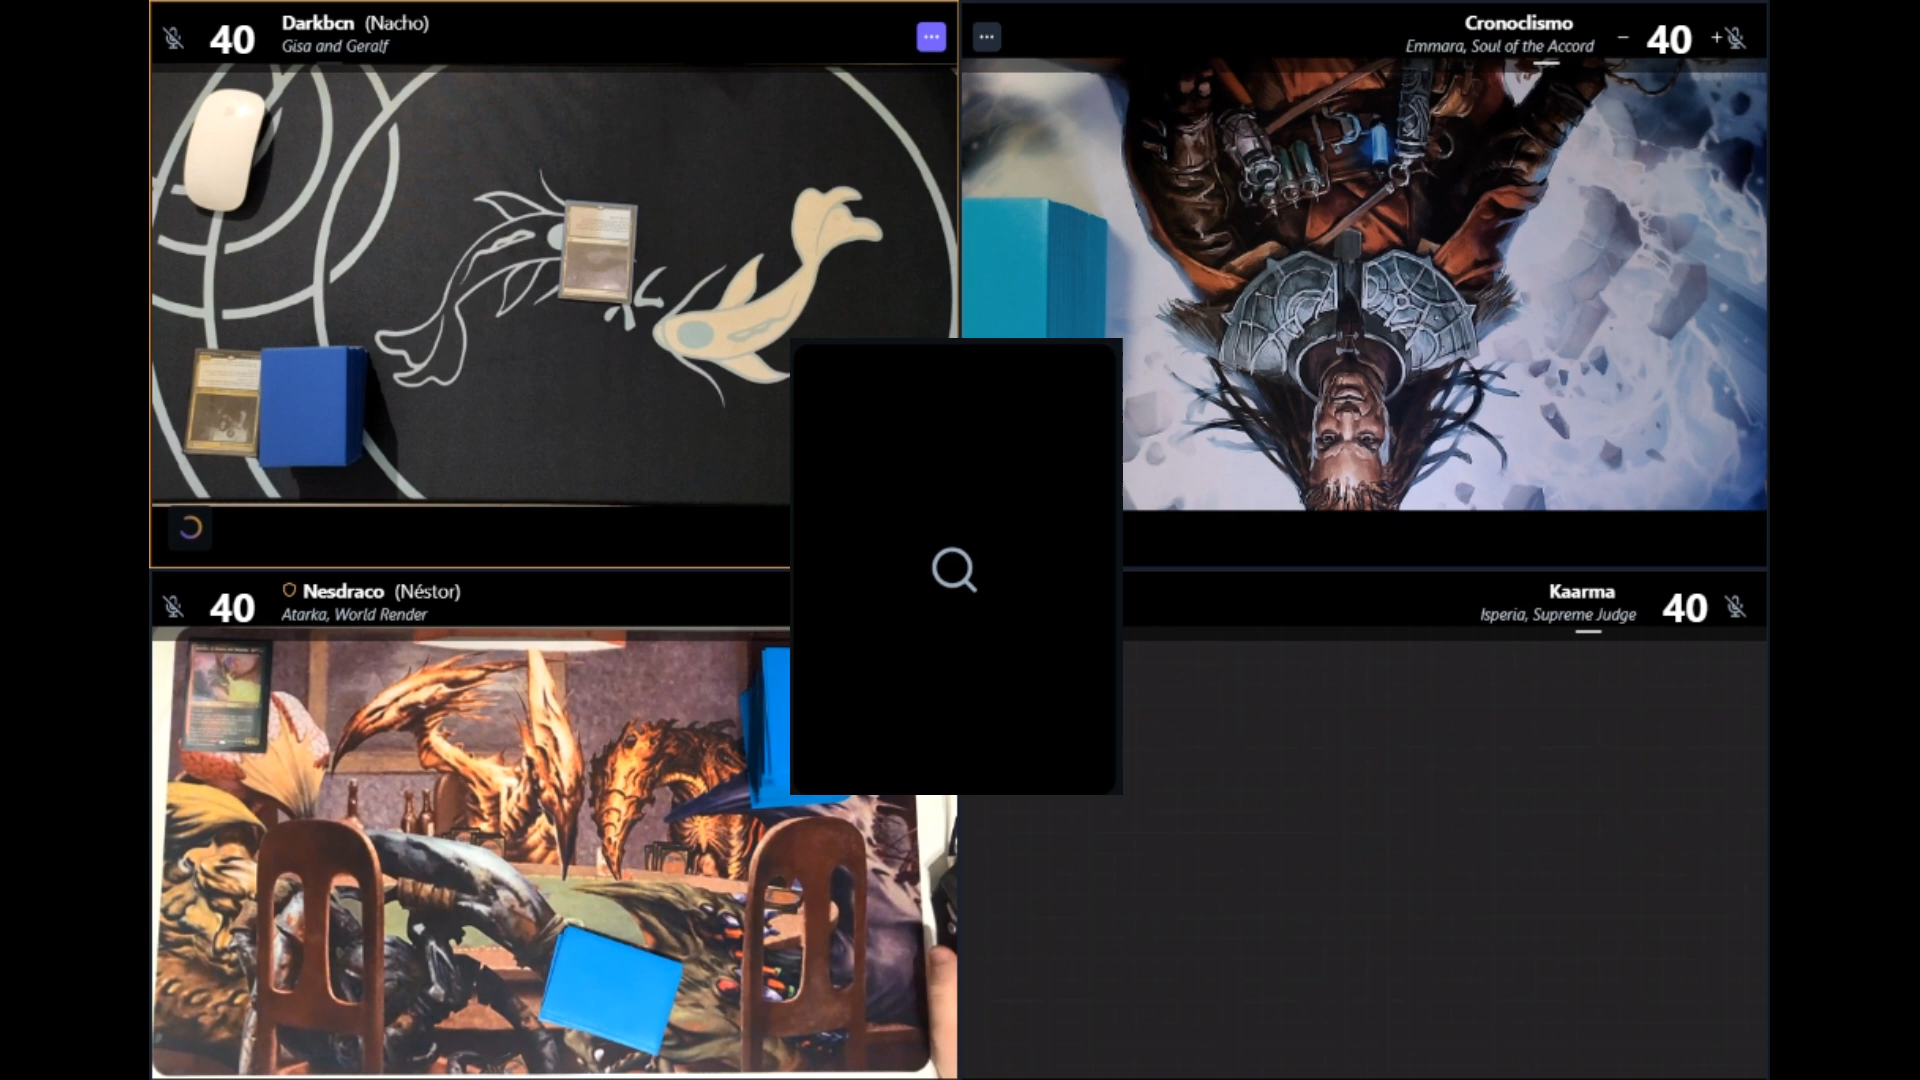 40
Darkbcn (Nacho)
Gisa and Geralf
Cronoclismo
Emmara, Soul of the Accord
− 40 +
40
Nesdraco (Néstor)
Atarka, World Render
Kaarma
Isperia, Supreme Judge
40